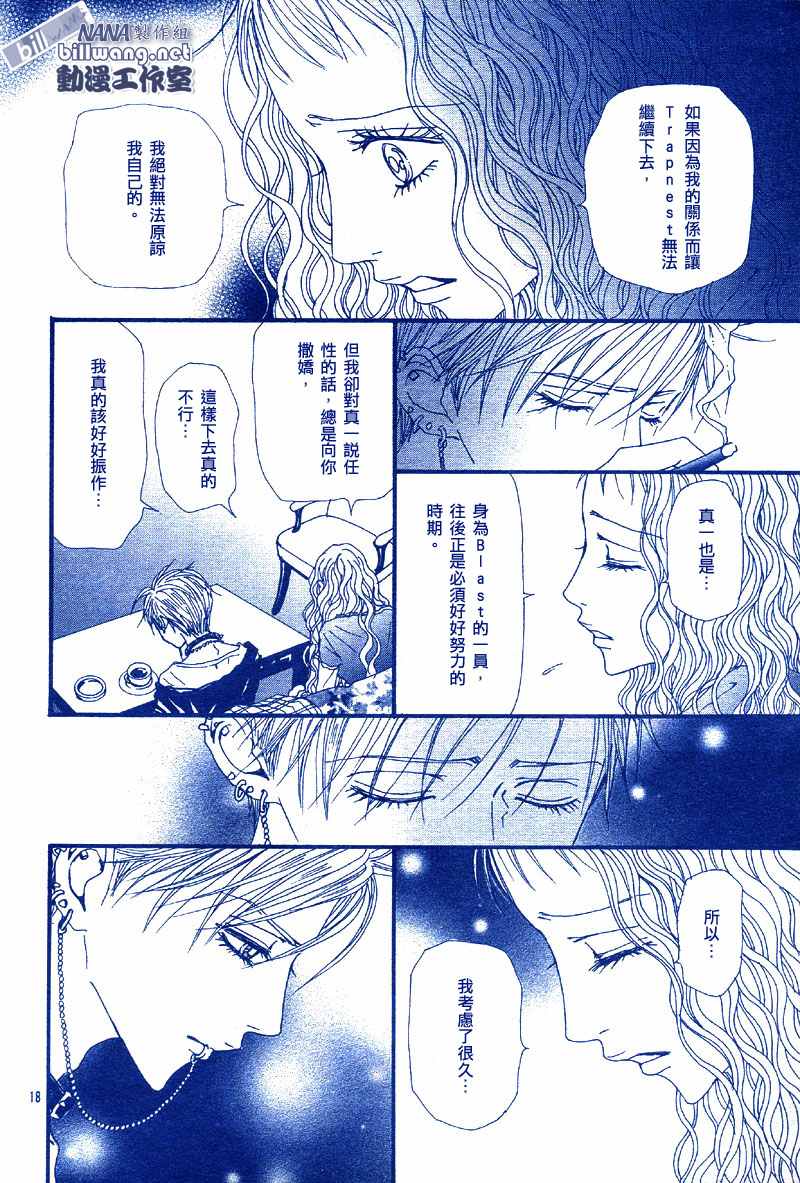 NANA製作組
bill
billwang.net
動漫工作室
如果因為我的關係而讓
Trapnest無法
繼續下去，
我絕對無法原諒
我自己的。
但我卻對真一說任
性的話，總是向你
撒嬌，
這樣下去真的
不行…
我真的該好好振作…
真一也是…
身為Blast的一員，
往後正是必須好好努力的
時期。
所以…
我考慮了很久…
18